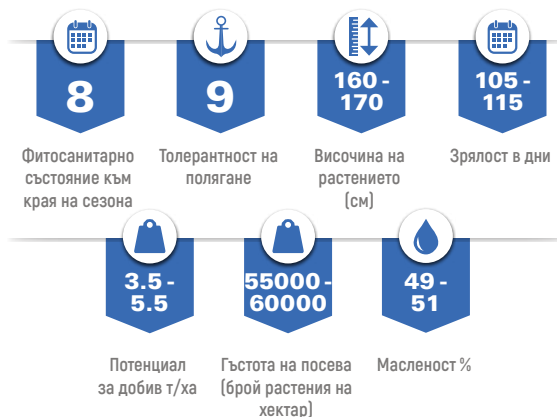 8
Фитосанитарно
състояние към
края на сезона
9
Толерантност на
полягане
160 -
170
Височина на
растението
(см)
105 -
115
Зрялост в дни
3.5 -
5.5
Потенциал
за добив т/ха
55000 -
60000
Гъстота на посева
(брой растения на
хектар)
49 -
51
Масленост %